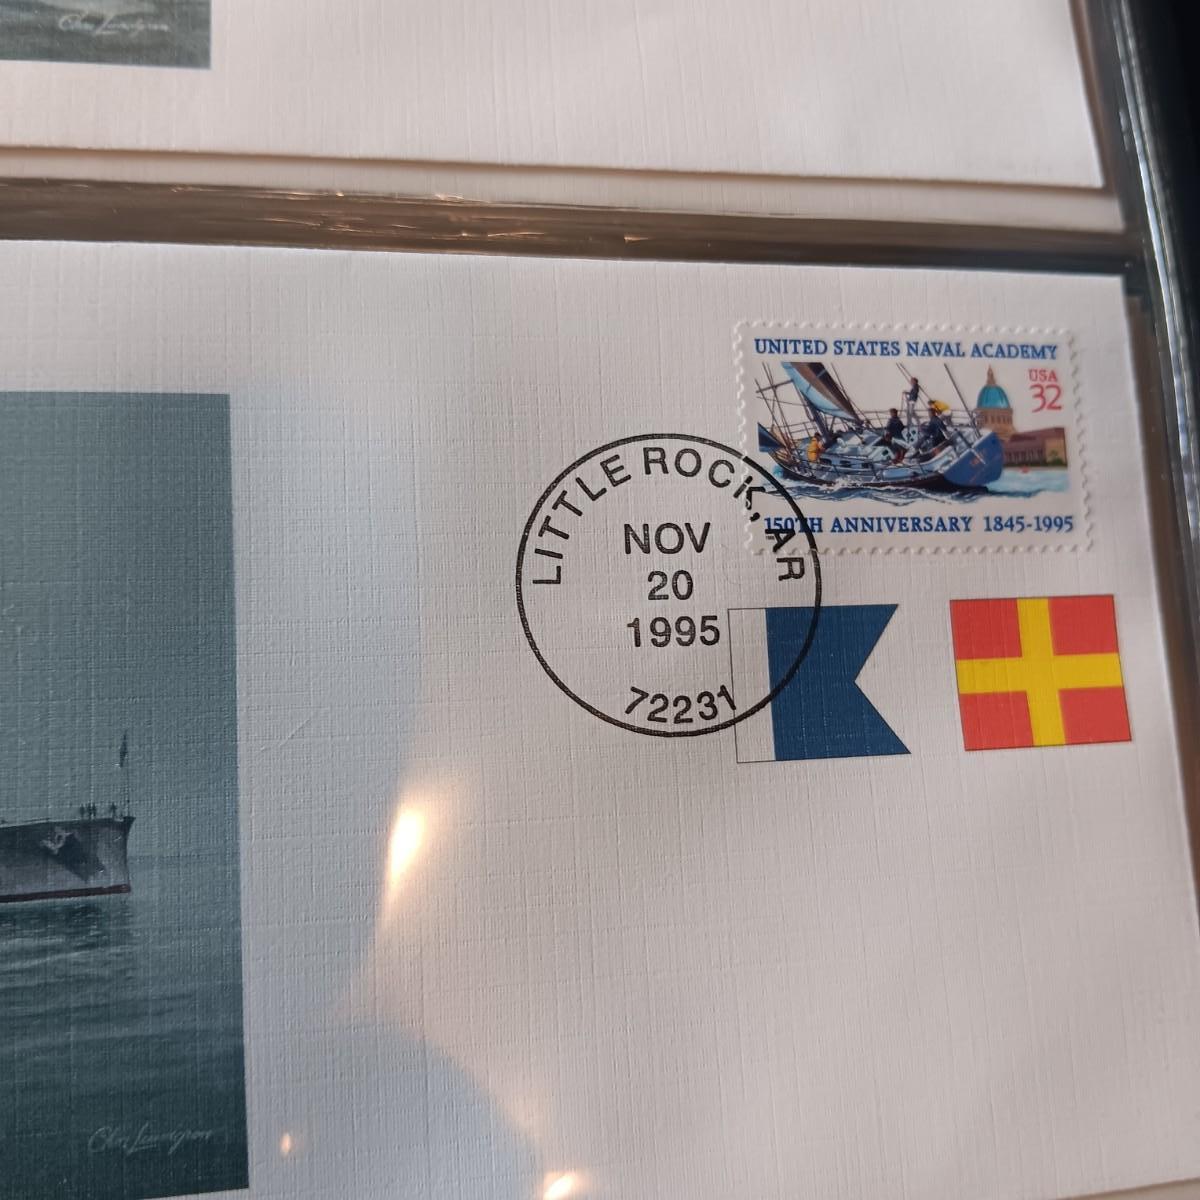 UNITED STATES NAVAL ACADEMY
USA
32
150TH ANNIVERSARY 1845-1995
LITTLE ROCK, AR
NOV
20
1995
72231